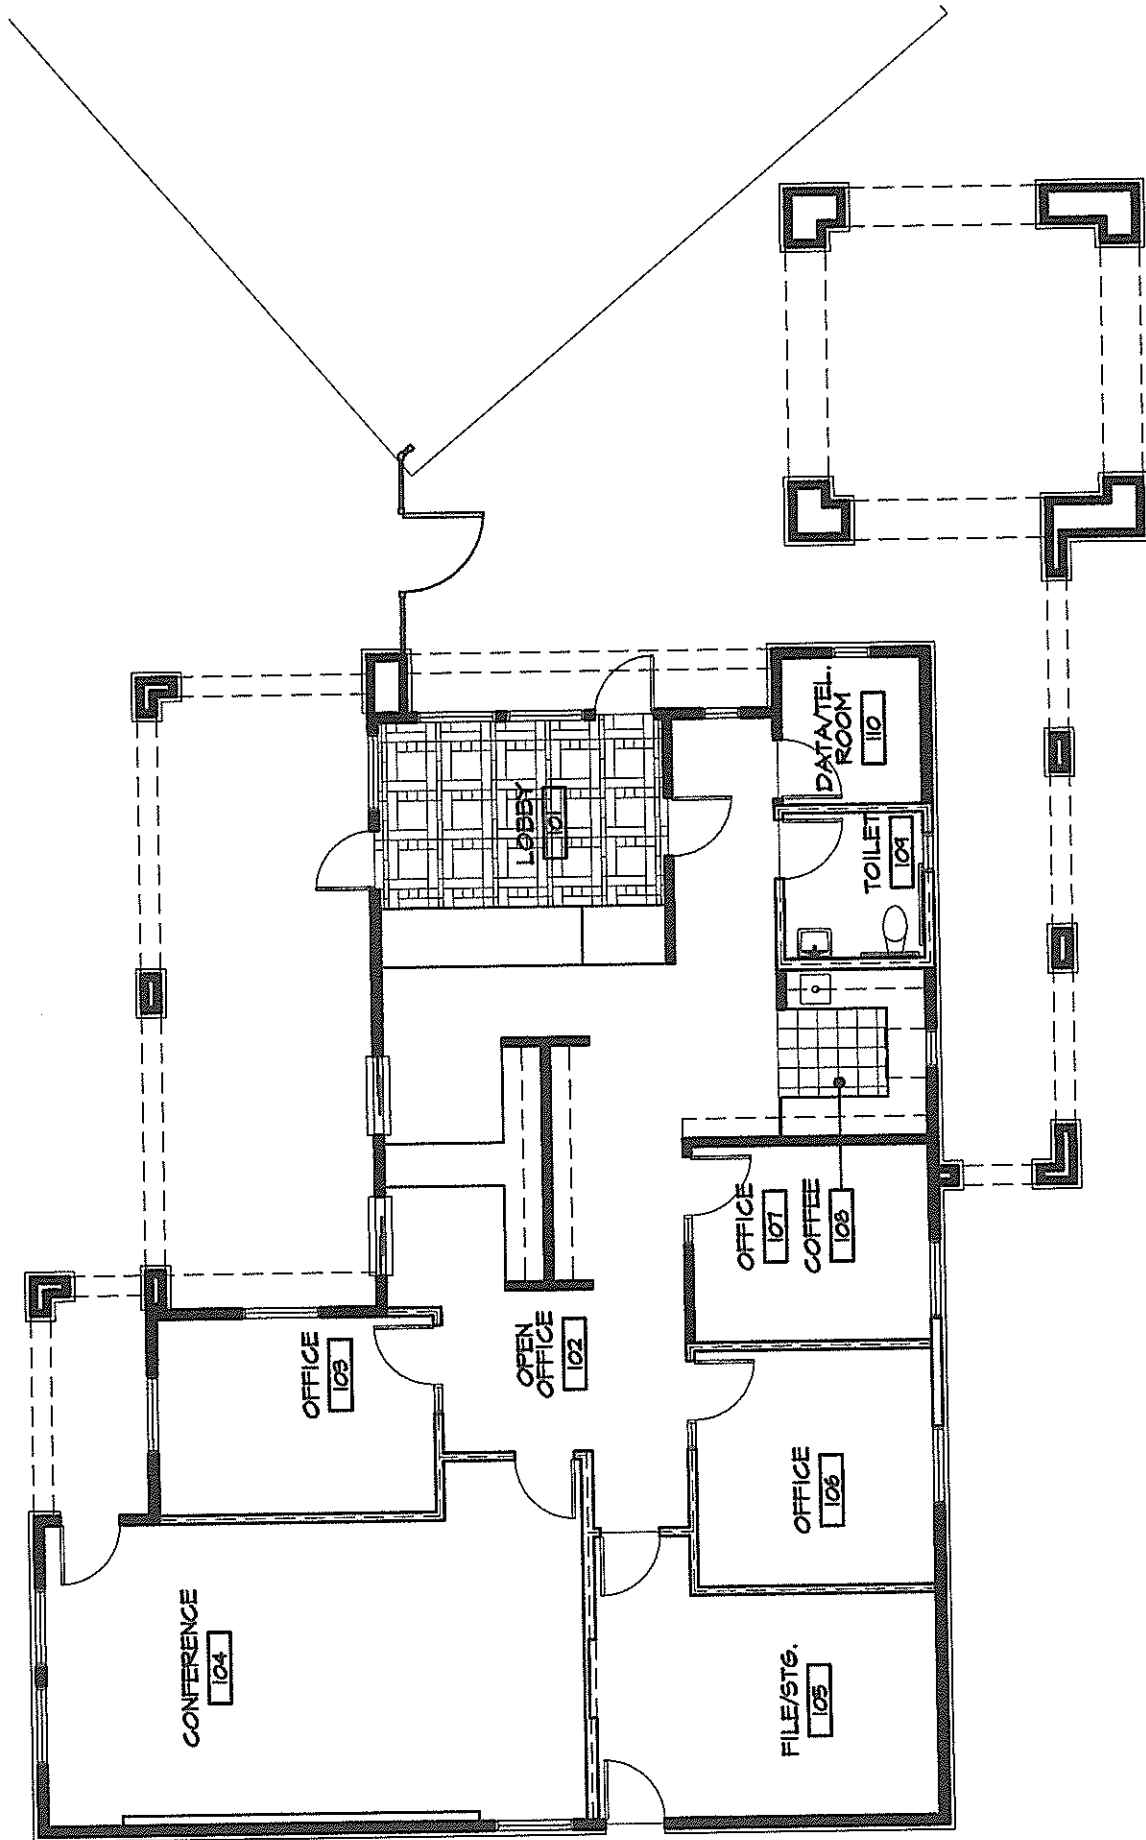 LOBBY
101
DATA/TEL.
ROOM
110
TOILET
109
OFFICE
107
COFFEE
108
OPEN
OFFICE
102
OFFICE
103
OFFICE
106
CONFERENCE
104
FILE/STG.
105